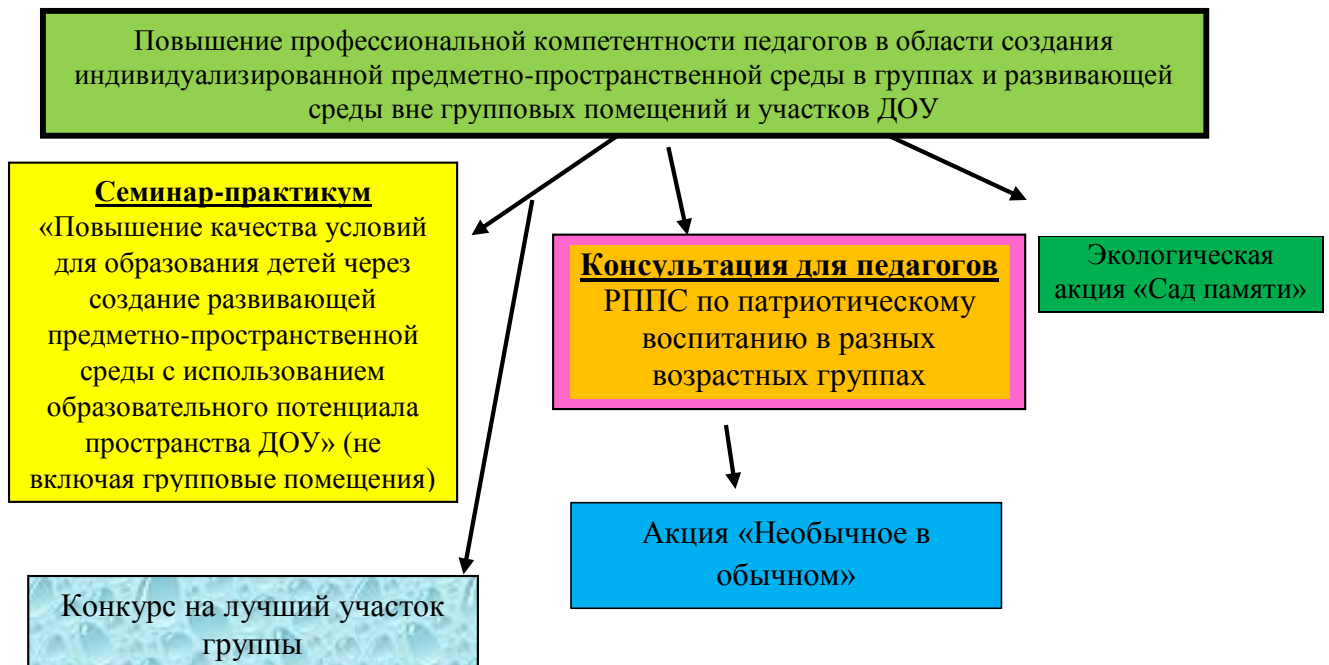 Повышение профессиональной компетентности педагогов в области создания
индивидуализированной предметно-пространственной среды в группах и развивающей
среды вне групповых помещений и участков ДОУ
Семинар-практикум
«Повышение качества условий
для образования детей через
создание развивающей
предметно-пространственной
среды с использованием
образовательного потенциала
пространства ДОУ» (не
включая групповые помещения)
Консультация для педагогов
РППС по патриотическому
воспитанию в разных
возрастных группах
Экологическая
акция «Сад памяти»
Акция «Необычное в
обычном»
Конкурс на лучший участок
группы